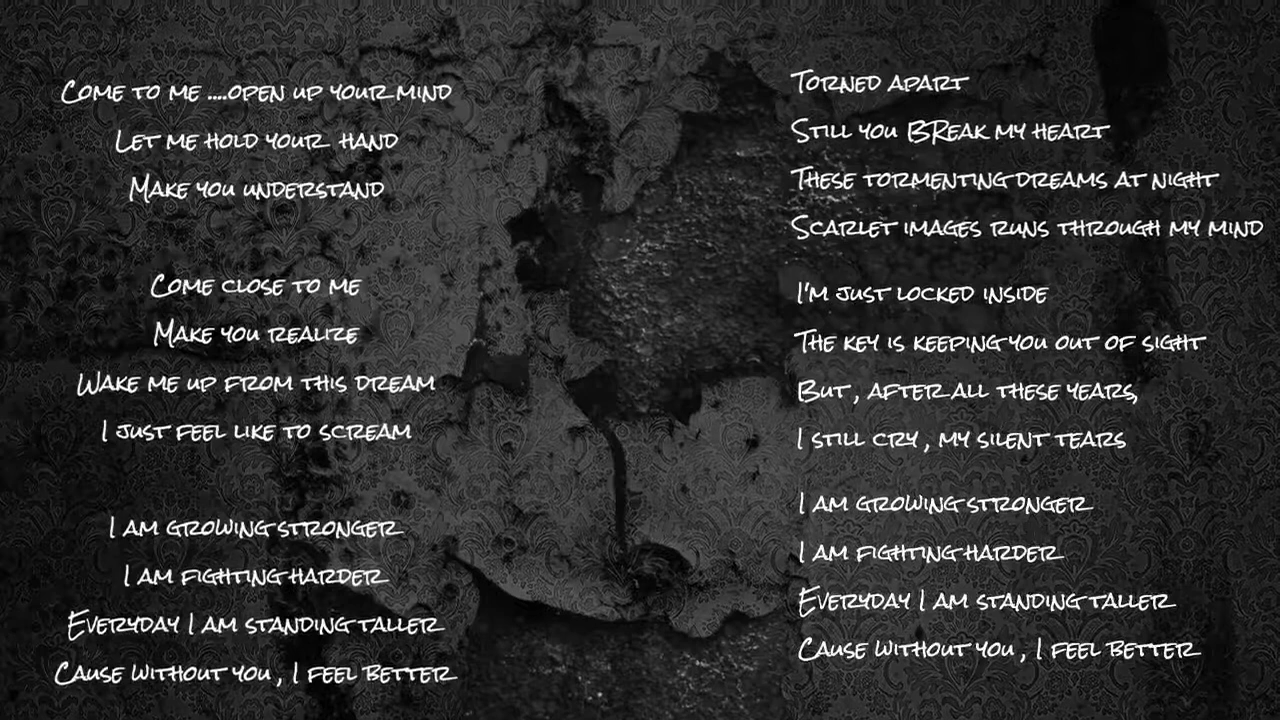 Come to me ....open up your mind
Let me hold your hand
Make you understand
Come close to me
Make you realize
Wake me up from this dream
I just feel like to scream
I am growing stronger
I am fighting harder
Everyday I am standing taller
Cause without you , I feel better
Torned apart
Still you BReak my heart
These tormenting dreams at night
Scarlet images runs through my mind
I'm just locked inside
The key is keeping you out of sight
But , after all these years,
I still cry , my silent tears
I am growing stronger
I am fighting harder
Everyday I am standing taller
Cause without you , I feel better